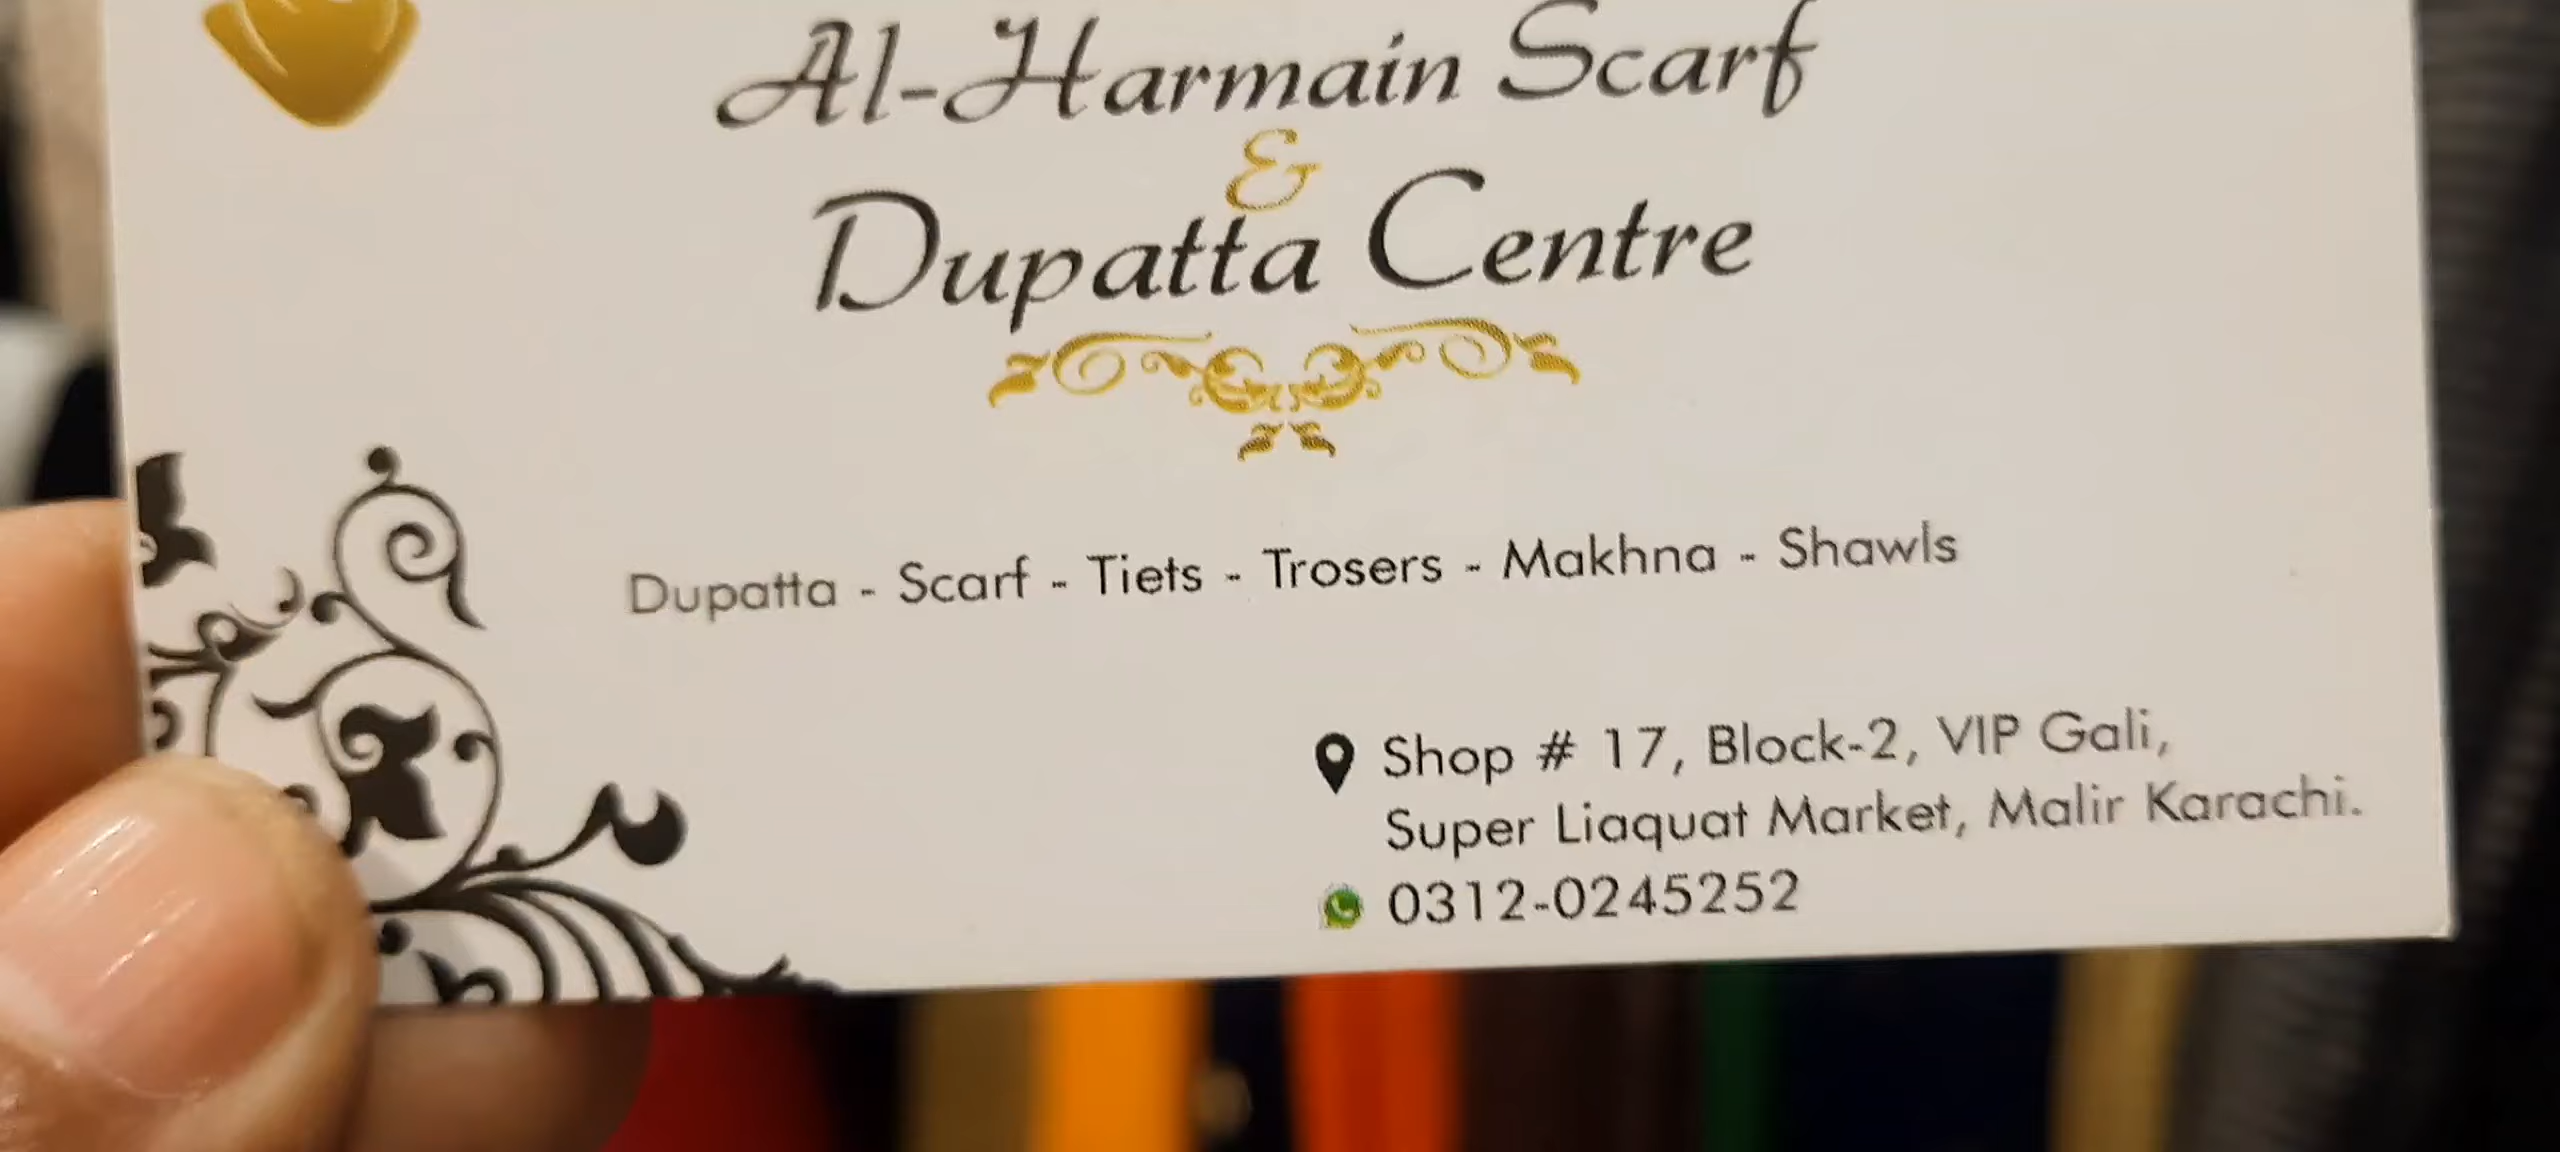 Al-Harmain Scarf
&
Dupatta Centre
Dupatta - Scarf - Tiets - Trosers - Makhna - Shawls
Shop # 17, Block-2, VIP Gali,
Super Liaquat Market, Malir Karachi.
0312-0245252